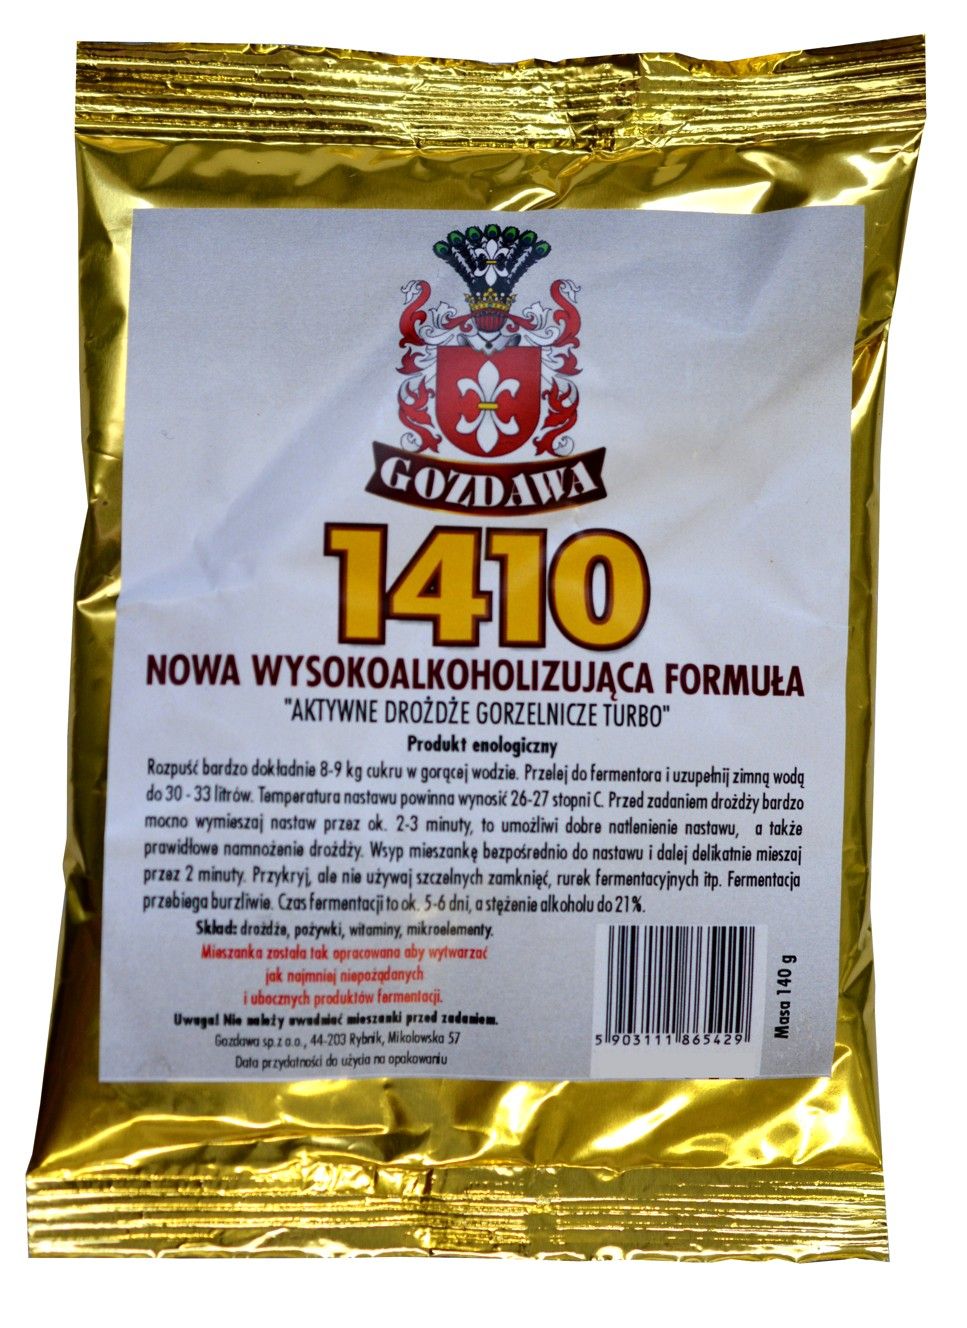 GOZDAWA
1410
NOWA WYSOKOALKOHOLIZUJĄCA FORMUŁA
"AKTYWNE DROŻDŻE GORZELNICZE TURBO"
Produkt enologiczny
Rozpuść bardzo dokładnie 8-9 kg cukru w gorącej wodzie. Przelej do fermentora i uzupełnij zimną wodą
do 30 - 33 litrów. Temperatura nastawu powinna wynosić 26-27 stopni C. Przed zadaniem drożdży bardzo
mocno wymieszaj nastaw przez ok. 2-3 minuty, to umożliwi dobre natlenienie nastawu, a także
prawidłowe namnożenie drożdży. Wsyp mieszankę bezpośrednio do nastawu i dalej delikatnie mieszaj
przez 2 minuty. Przykryj, ale nie używaj szczelnych zamknięć, rurek fermentacyjnych itp. Fermentacja
przebiega burzliwie. Czas fermentacji to ok. 5-6 dni, a stężenie alkoholu do 21%.
Skład: drożdże, pożywki, witaminy, mikroelementy.
Mieszanka została tak opracowana aby wytwarzać
jak najmniej niepożądanych
i ubocznych produktów fermentacji.
Uwaga! Nie należy uwadniać mieszanki przed zadaniem.
Gozdawa sp.z o.o., 44-203 Rybnik, Mikolowska 57
Data przydatności do użycia na opakowaniu
5 903111 865429
Masa 140 g